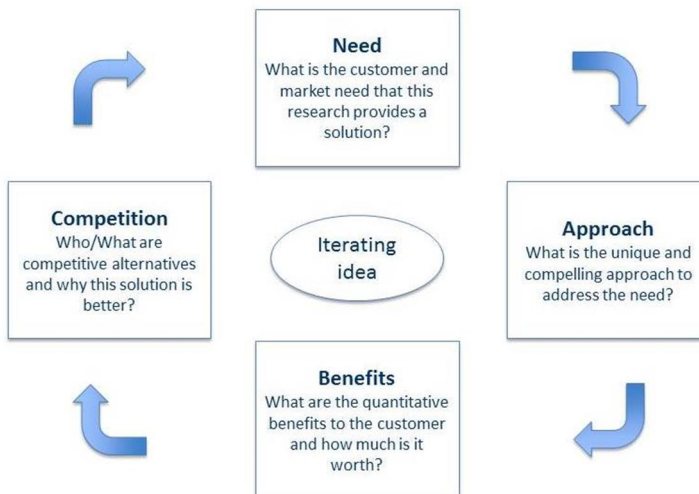 Need
What is the customer and
market need that this
research provides a
solution?
Competition
Who/What are
competitive alternatives
and why this solution is
better?
Iterating
idea
Approach
What is the unique and
compelling approach to
address the need?
Benefits
What are the quantitative
benefits to the customer
and how much is it
worth?